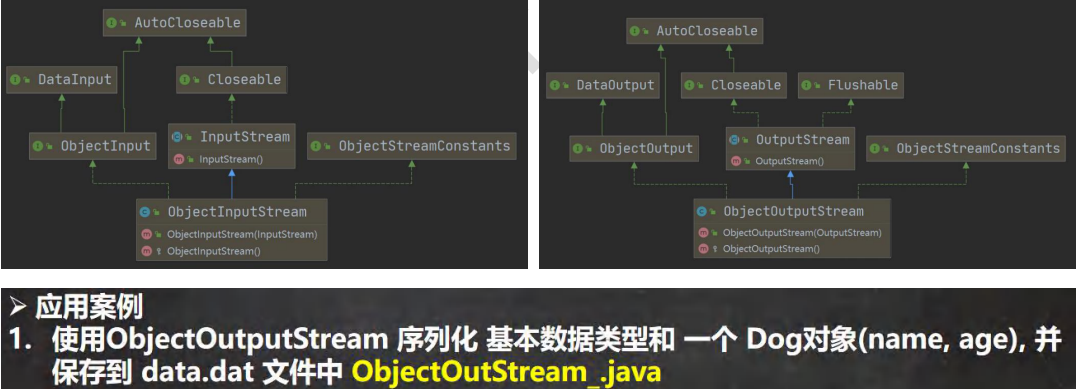 AutoCloseable
DataInput
Closeable
ObjectInput
InputStream
InputStream()
ObjectStreamConstants
ObjectInputStream
ObjectInputStream(InputStream)
ObjectInputStream()
AutoCloseable
DataOutput
Closeable
Flushable
ObjectOutput
OutputStream
OutputStream()
ObjectStreamConstants
ObjectOutputStream
ObjectOutputStream(OutputStream)
ObjectOutputStream()
➢ 应用案例
1. 使用ObjectOutputStream 序列化 基本数据类型和 一个 Dog对象(name, age), 并
保存到 data.dat 文件中 ObjectOutStream_.java